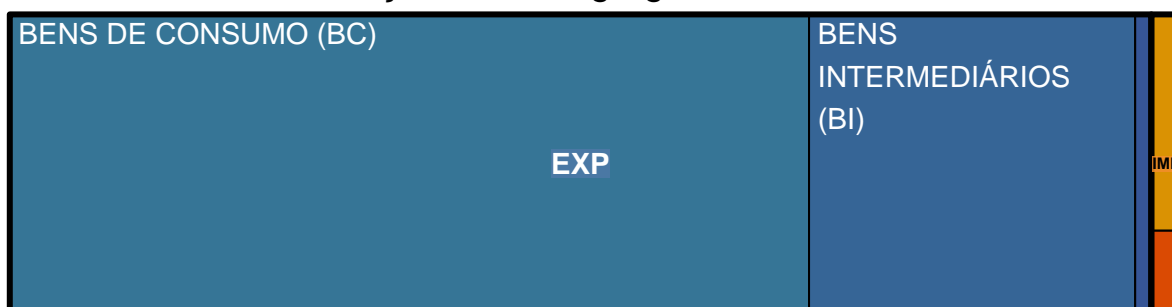 BENS DE CONSUMO (BC)
BENS
INTERMEDIÁRIOS
(BI)
EXP